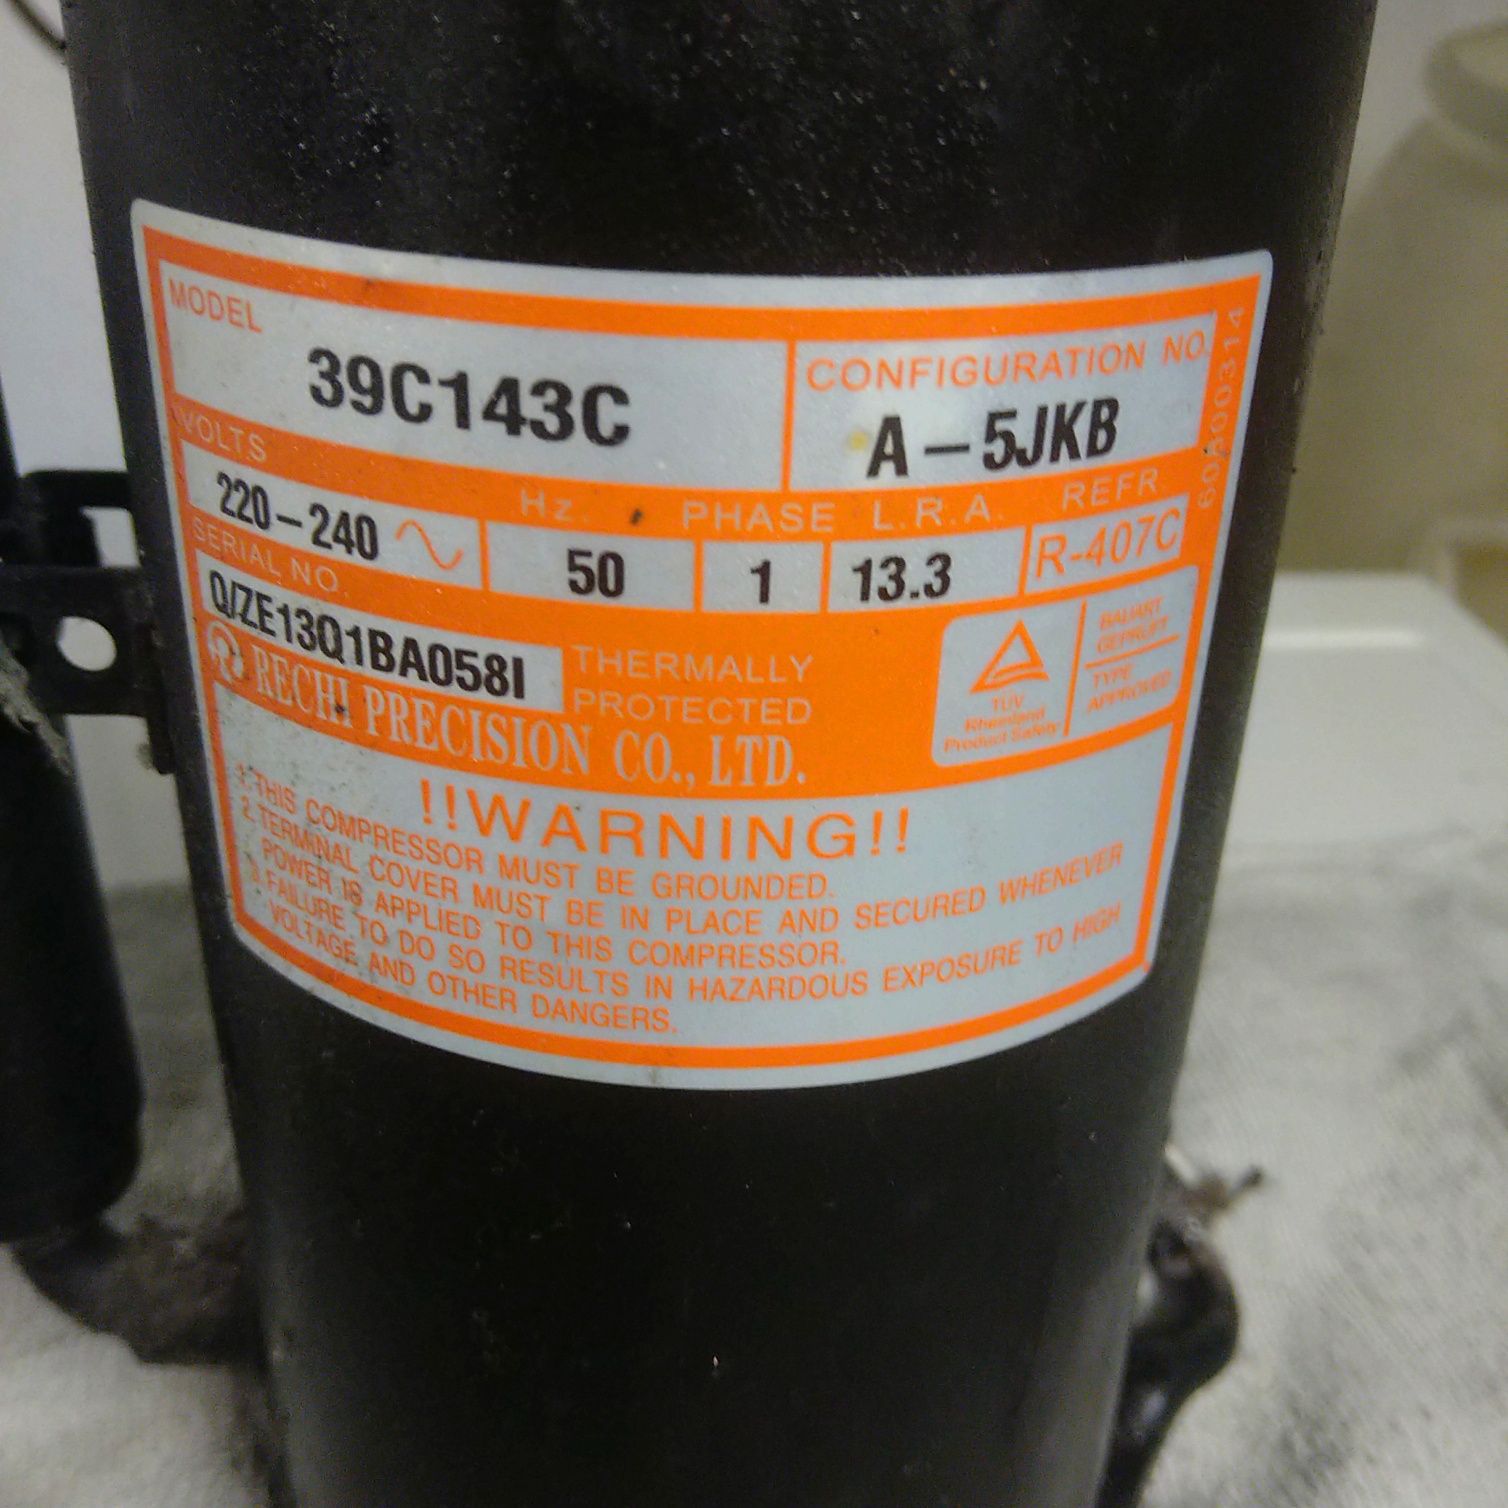 MODEL
39C143C
CONFIGURATION NO.
A-5JKB
60300314
VOLTS
220-240
Hz.
50
PHASE
1
L.R.A.
13.3
REFR
R-407C
SERIAL NO.
Q/ZE13Q1BA058I
THERMALLY
PROTECTED
TÜV
Rheinland
Product Safety
BAUART
GEPRÜFT
TYPE
APPROVED
RECHI PRECISION CO., LTD.
!!WARNING!!
1. THIS COMPRESSOR MUST BE GROUNDED.
2. TERMINAL COVER MUST BE IN PLACE AND SECURED WHENEVER
POWER IS APPLIED TO THIS COMPRESSOR.
3. FAILURE TO DO SO RESULTS IN HAZARDOUS EXPOSURE TO HIGH
VOLTAGE AND OTHER DANGERS.